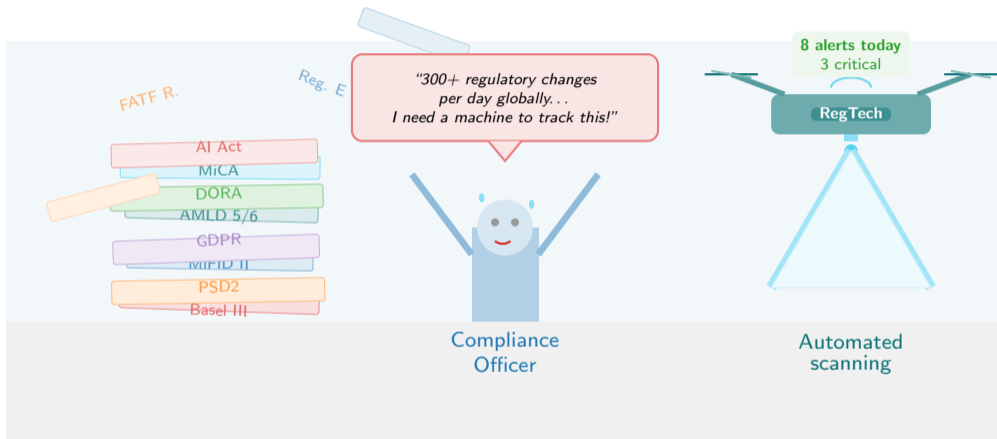 8 alerts today
3 critical
“300+ regulatory changes
per day globally. . .
I need a machine to track this!”
Reg. E
FATF R.
RegTech
AI Act
MiCA
DORA
AMLD 5/6
GDPR
MiFID II
PSD2
Basel III
Compliance
Officer
Automated
scanning